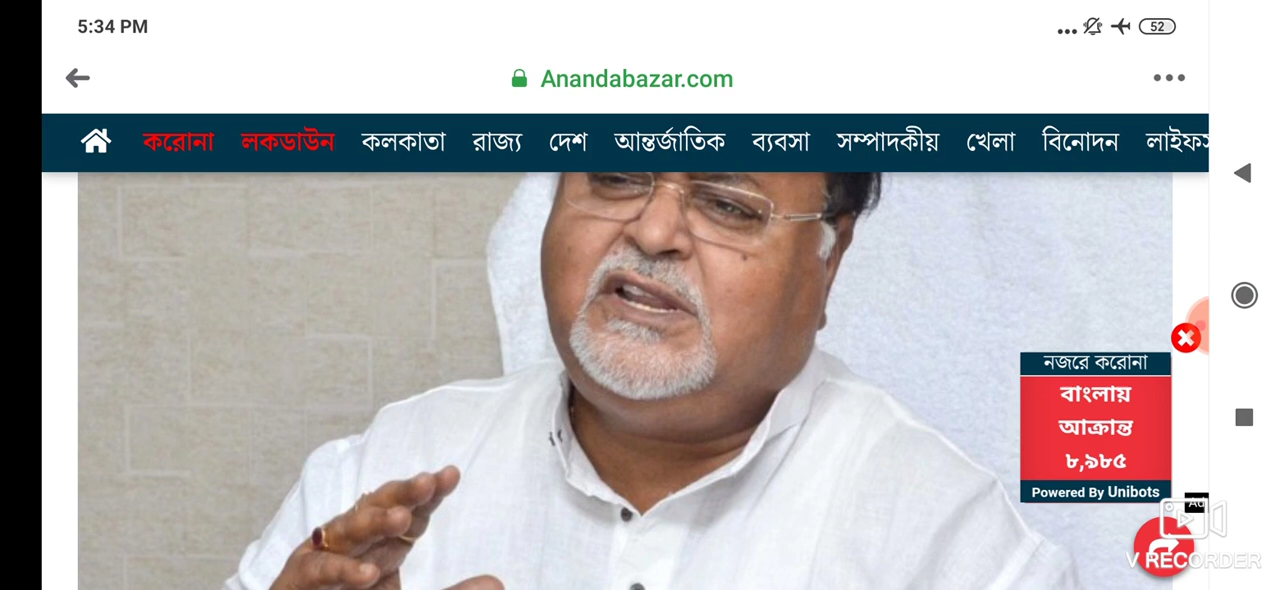 5:34 PM
52
Anandabazar.com
করোনা লকডাউন কলকাতা রাজ্য দেশ আন্তর্জাতিক ব্যবসা সম্পাদকীয় খেলা বিনোদন
নজরে করোনা
বাংলায়
আক্রান্ত
৮,৯৮৫
Powered By Unibots
Ad
V RECORDER